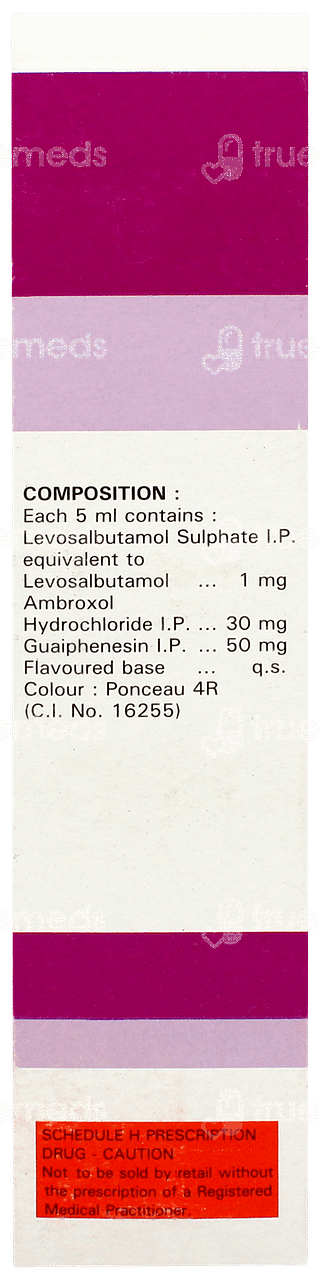 COMPOSITION :
Each 5 ml contains :
Levosalbutamol Sulphate I.P.
equivalent to
Levosalbutamol ... 1 mg
Ambroxol
Hydrochloride I.P. ... 30 mg
Guaiphenesin I.P. ... 50 mg
Flavoured base ... q.s.
Colour : Ponceau 4R
(C.I. No. 16255)
SCHEDULE H PRESCRIPTION
DRUG - CAUTION
Not to be sold by retail without
the prescription of a Registered
Medical Practitioner.